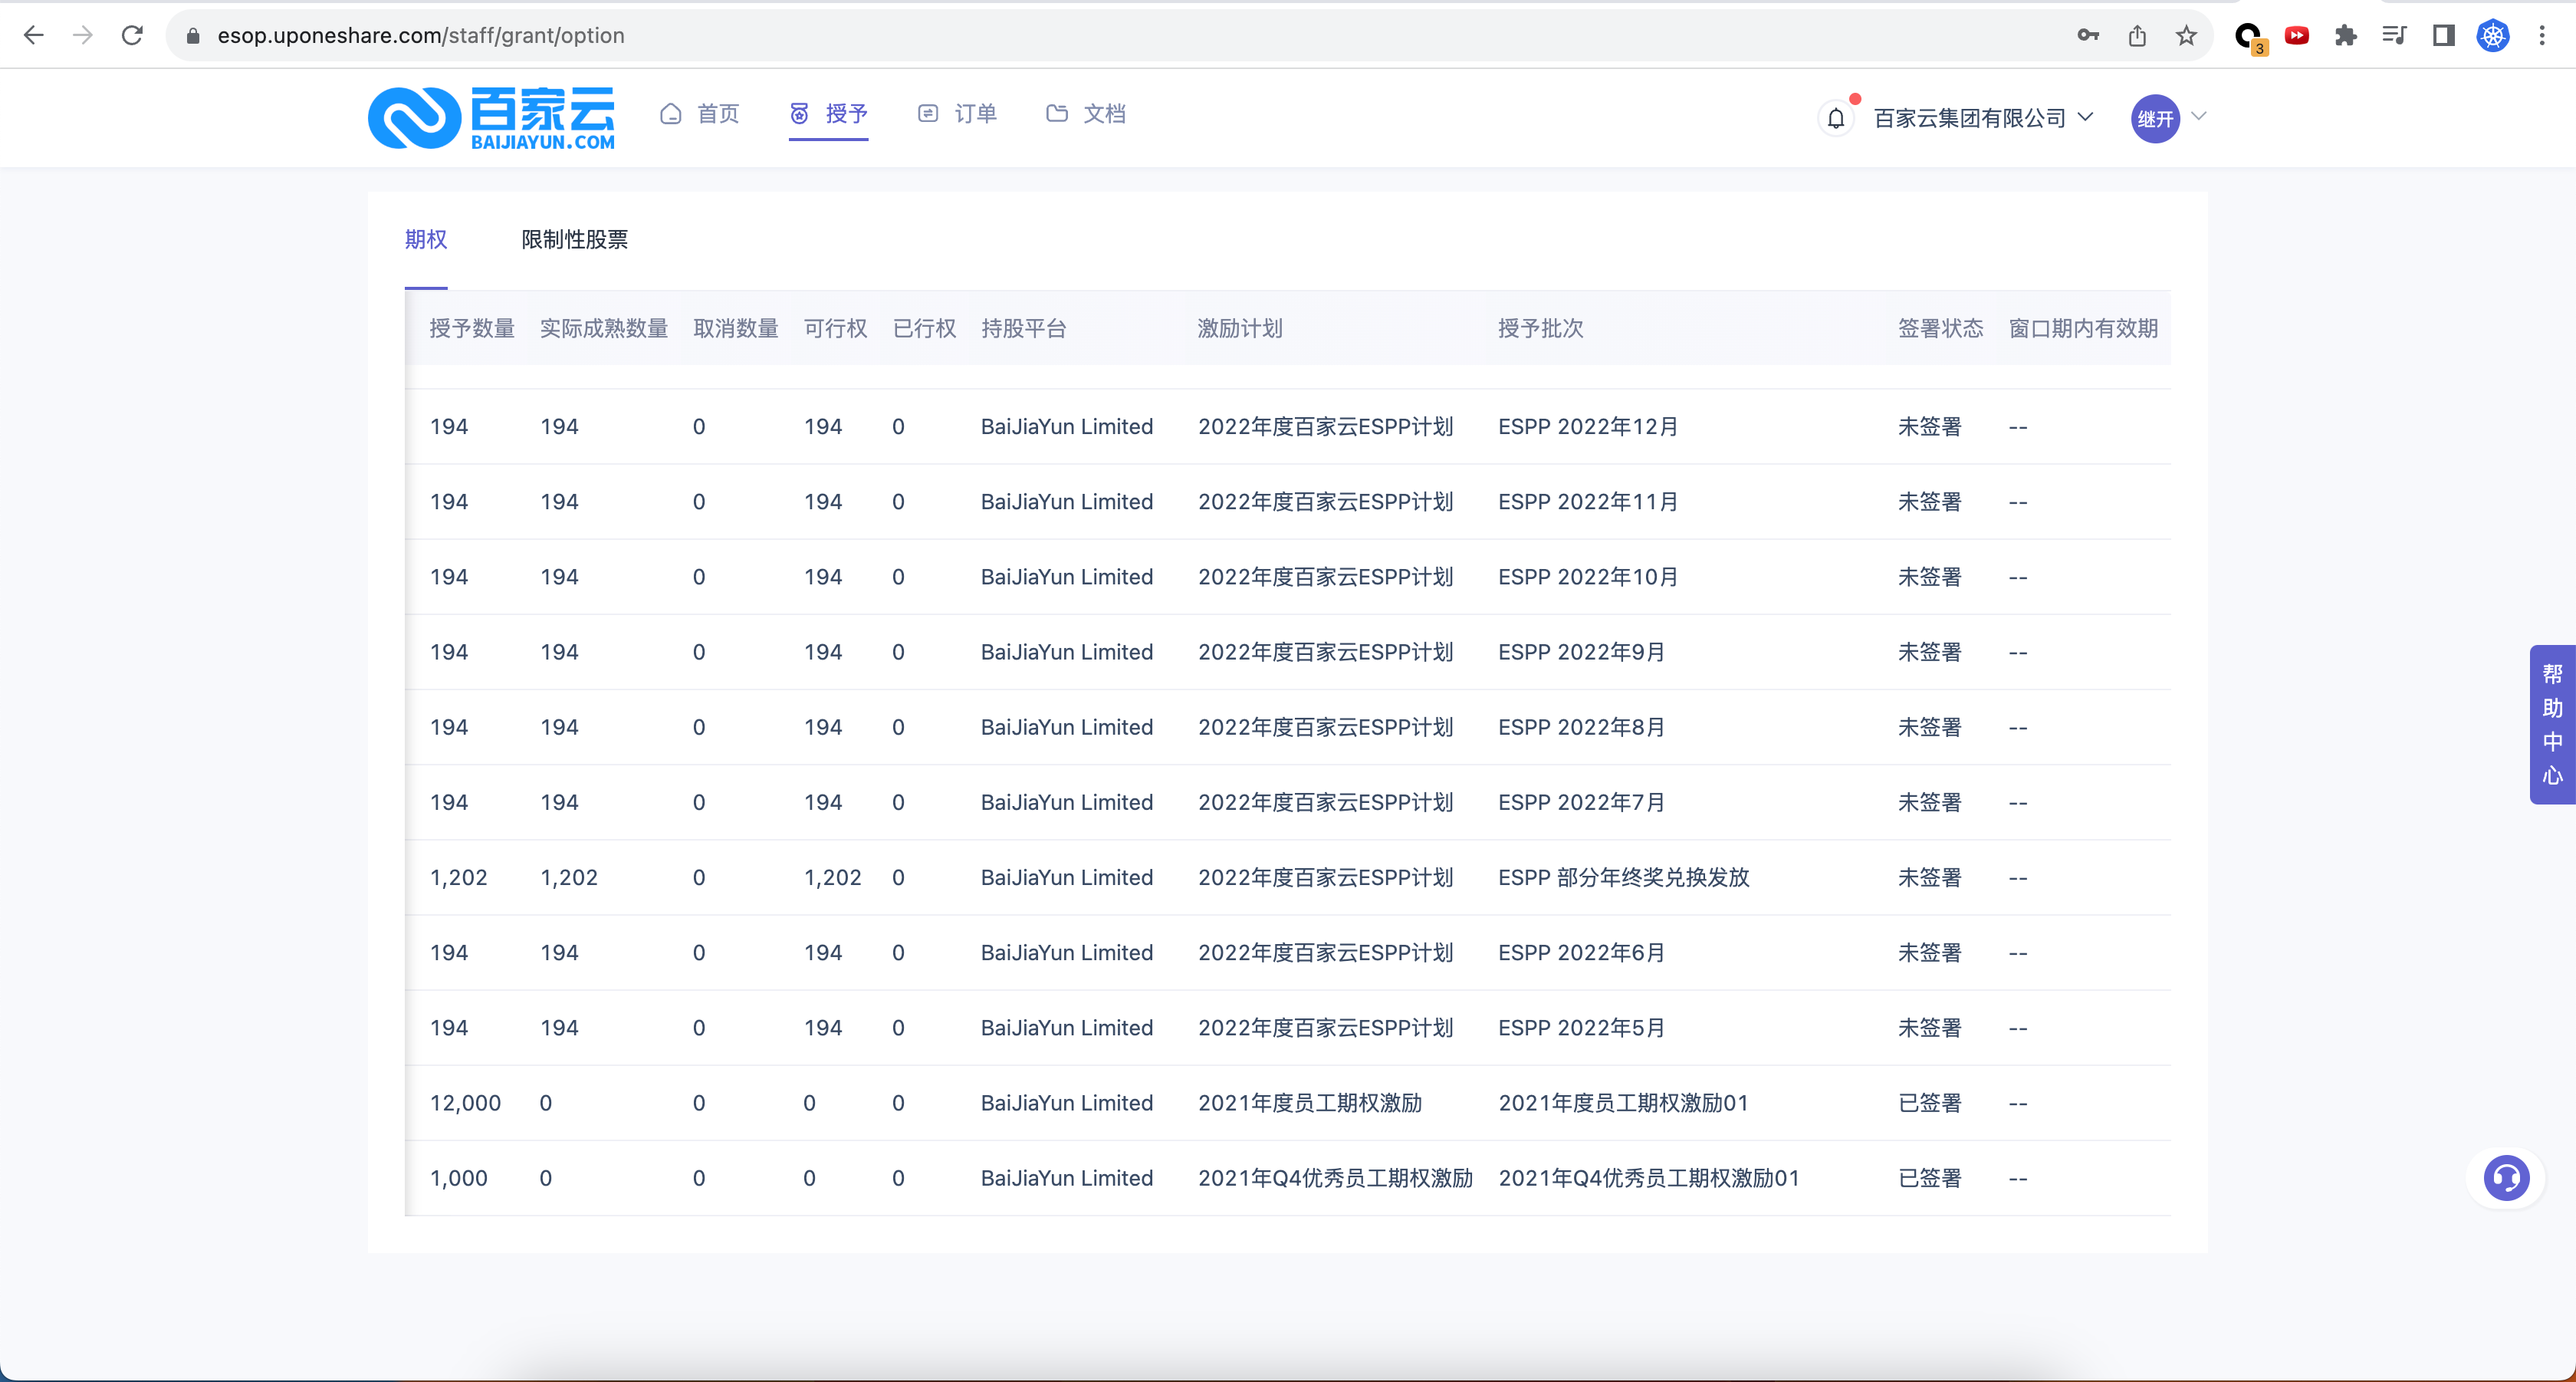 esop.uponeshare.com/staff/grant/option
3
百家云
BAIJIAYUN.COM
首页 授予 订单 文档
百家云集团有限公司 继开
期权 限制性股票
授予数量 实际成熟数量 取消数量 可行权 已行权 持股平台 激励计划 授予批次 签署状态 窗口期内有效期
194 194 0 194 0 BaiJiaYun Limited 2022年度百家云ESPP计划 ESPP 2022年12月 未签署 --
194 194 0 194 0 BaiJiaYun Limited 2022年度百家云ESPP计划 ESPP 2022年11月 未签署 --
194 194 0 194 0 BaiJiaYun Limited 2022年度百家云ESPP计划 ESPP 2022年10月 未签署 --
194 194 0 194 0 BaiJiaYun Limited 2022年度百家云ESPP计划 ESPP 2022年9月 未签署 --
194 194 0 194 0 BaiJiaYun Limited 2022年度百家云ESPP计划 ESPP 2022年8月 未签署 --
194 194 0 194 0 BaiJiaYun Limited 2022年度百家云ESPP计划 ESPP 2022年7月 未签署 --
1,202 1,202 0 1,202 0 BaiJiaYun Limited 2022年度百家云ESPP计划 ESPP 部分年终奖兑换发放 未签署 --
194 194 0 194 0 BaiJiaYun Limited 2022年度百家云ESPP计划 ESPP 2022年6月 未签署 --
194 194 0 194 0 BaiJiaYun Limited 2022年度百家云ESPP计划 ESPP 2022年5月 未签署 --
12,000 0 0 0 0 BaiJiaYun Limited 2021年度员工期权激励 2021年度员工期权激励01 已签署 --
1,000 0 0 0 0 BaiJiaYun Limited 2021年Q4优秀员工期权激励 2021年Q4优秀员工期权激励01 已签署 --
帮助中心